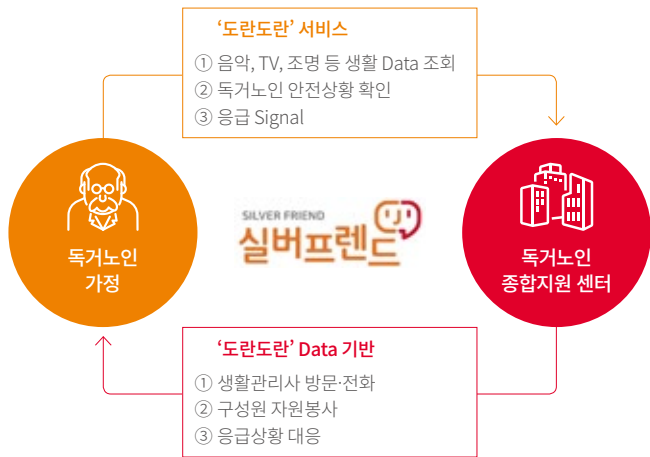 ‘도란도란’ 서비스
① 음악, TV, 조명 등 생활 Data 조회
② 독거노인 안전상황 확인
③ 응급 Signal
독거노인
가정
SILVER FRIEND
실버프렌드
독거노인
종합지원 센터
‘도란도란’ Data 기반
① 생활관리사 방문·전화
② 구성원 자원봉사
③ 응급상황 대응